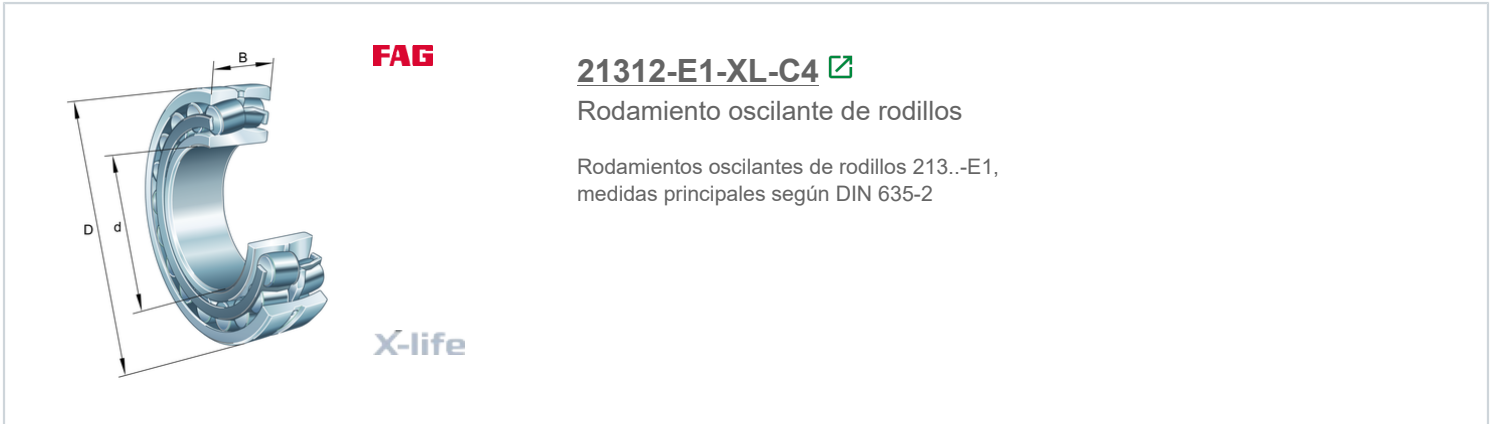 FAG
B
D
d
X-life
21312-E1-XL-C4
Rodamiento oscilante de rodillos
Rodamientos oscilantes de rodillos 213..-E1,
medidas principales según DIN 635-2